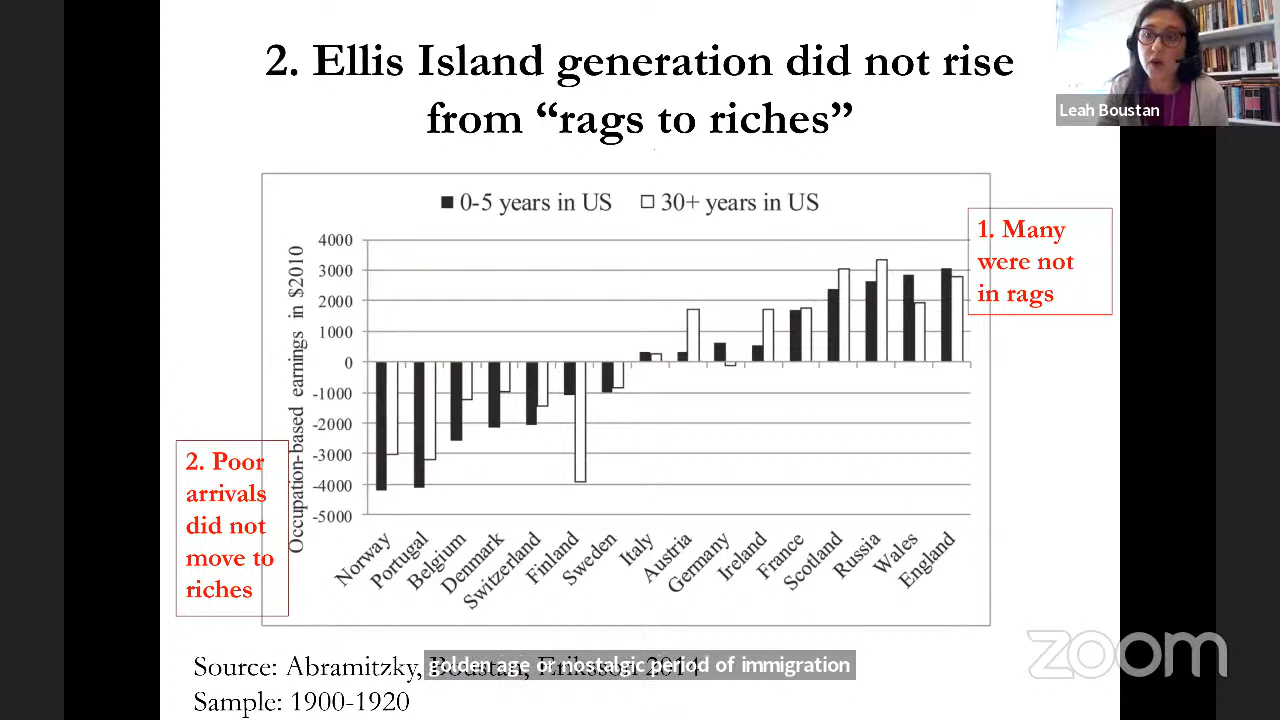 2. Ellis Island generation did not rise
from “rags to riches”
Leah Boustan
0-5 years in US
30+ years in US
1. Many
were not
in rags
Occupation-based earnings in $2010
4000
3000
2000
1000
0
-1000
-2000
-3000
-4000
-5000
2. Poor
arrivals
did not
move to
riches
Norway
Portugal
Belgium
Denmark
Switzerland
Finland
Sweden
Italy
Austria
Germany
Ireland
France
Scotland
Russia
Wales
England
Source: Abramitzky, Boustan, Eriksson 2014
golden age or nostalgic period of immigration
Sample: 1900-1920
zoom